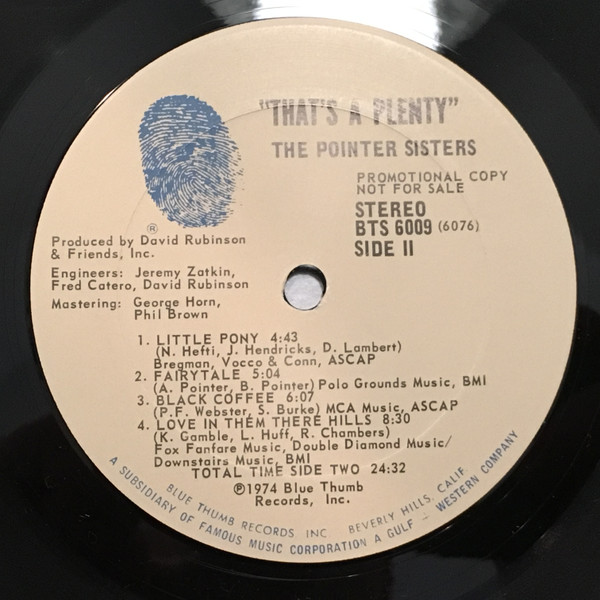 "THAT'S A PLENTY"
THE POINTER SISTERS
PROMOTIONAL COPY
NOT FOR SALE
STEREO
BTS 6009 (6076)
SIDE II
®
Produced by David Rubinson
& Friends, Inc.
Engineers: Jeremy Zatkin,
Fred Catero, David Rubinson
Mastering: George Horn,
Phil Brown
1. LITTLE PONY 4:43
(N. Hefti, J. Hendricks, D. Lambert)
Bregman, Vocco & Conn, ASCAP
2. FAIRYTALE 5:04
(A. Pointer, B. Pointer) Polo Grounds Music, BMI
3. BLACK COFFEE 6:07
(P.F. Webster, S. Burke) MCA Music, ASCAP
4. LOVE IN THEM THERE HILLS 8:30
(K. Gamble, L. Huff, R. Chambers)
Fox Fanfare Music, Double Diamond Music/
Downstairs Music, BMI
TOTAL TIME SIDE TWO 24:32
℗1974 Blue Thumb
Records, Inc.
BLUE THUMB RECORDS, INC. BEVERLY HILLS, CALIF.
A SUBSIDIARY OF FAMOUS MUSIC CORPORATION A GULF – WESTERN COMPANY